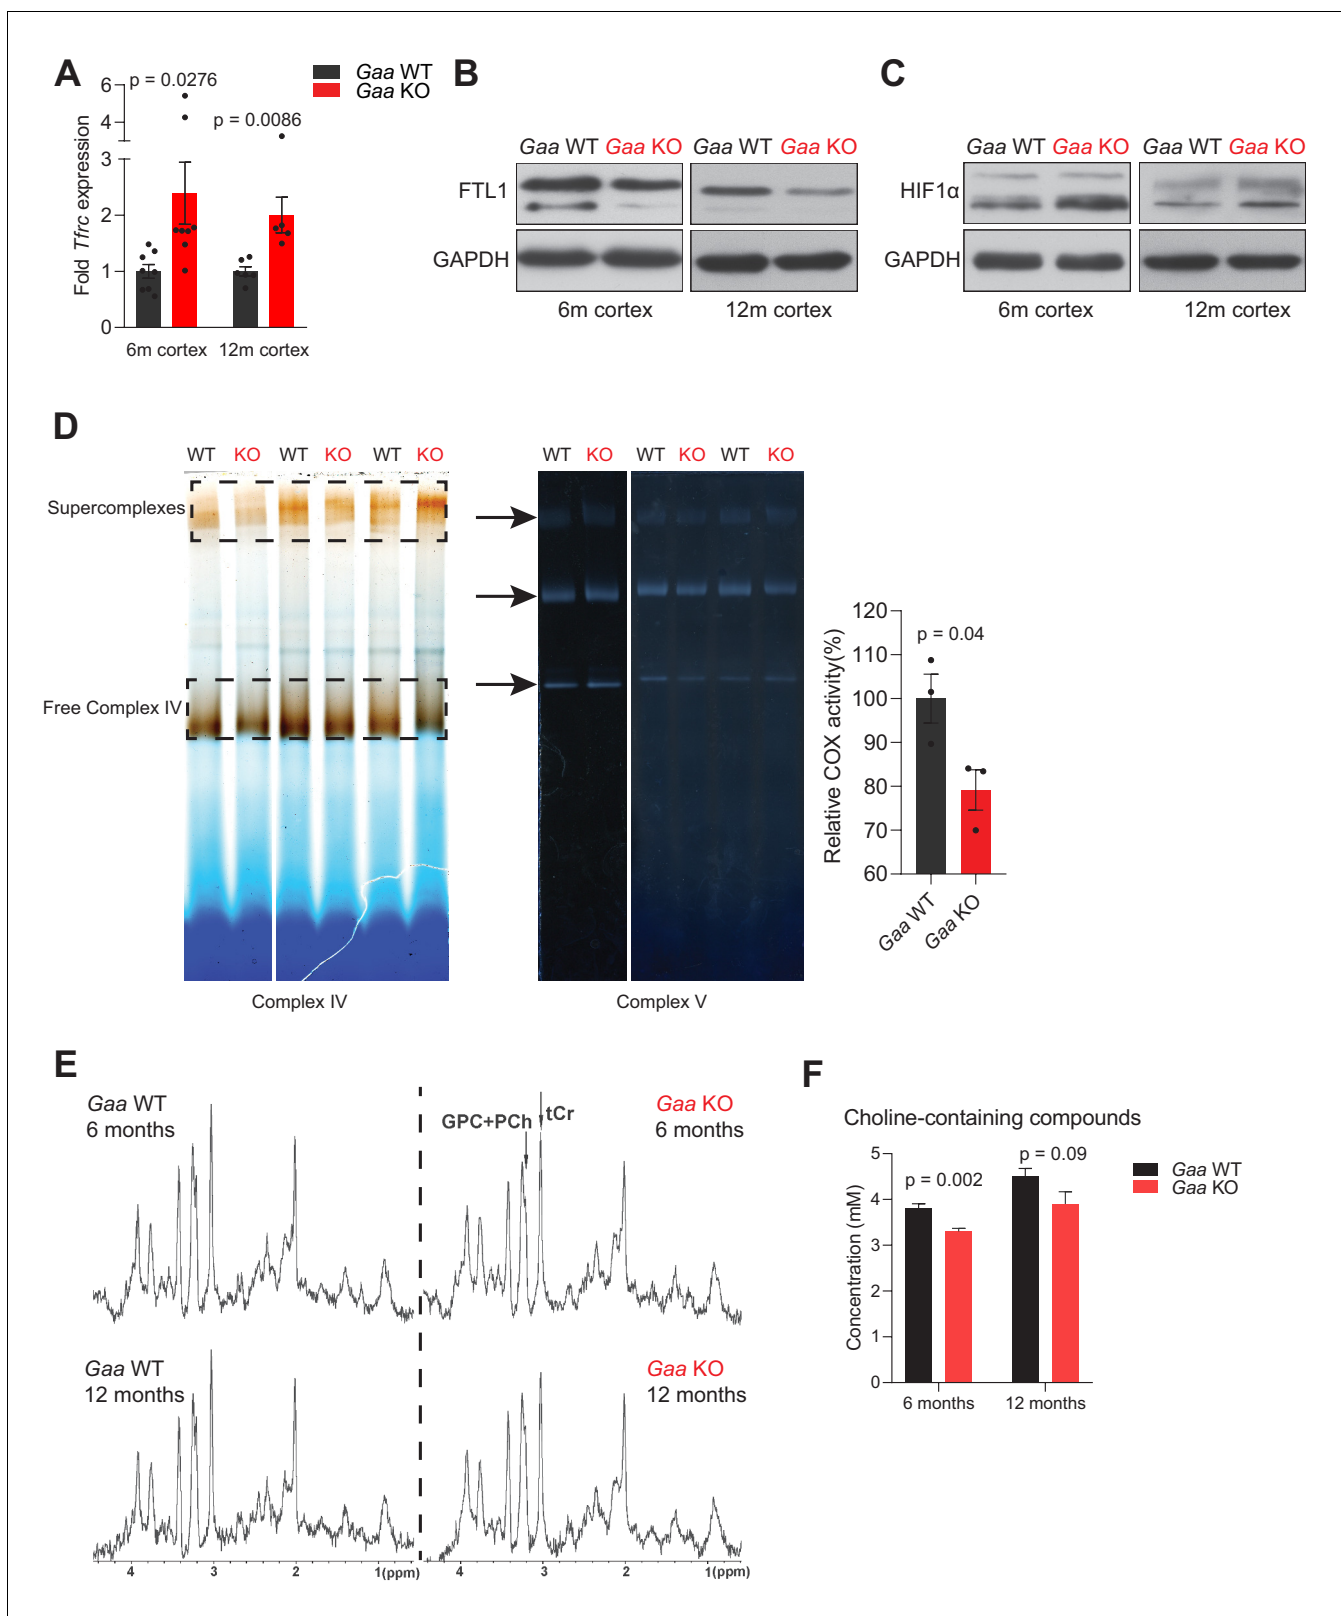 A
p = 0.0276
p = 0.0086
Gaa WT
Gaa KO
Fold Tfrc expression
6
4
3
2
1
0
6m cortex
12m cortex
B
Gaa WT Gaa KO
Gaa WT Gaa KO
FTL1
GAPDH
6m cortex
12m cortex
C
Gaa WT Gaa KO
Gaa WT Gaa KO
HIF1α
GAPDH
6m cortex
12m cortex
D
WT KO WT KO WT KO
Supercomplexes
Free Complex IV
Complex IV
WT KO WT KO WT KO
Complex V
Relative COX activity(%)
120
110
100
90
80
70
60
p = 0.04
Gaa WT
Gaa KO
E
Gaa WT
6 months
GPC+PCh
tCr
Gaa KO
6 months
Gaa WT
12 months
Gaa KO
12 months
4 3 2 1(ppm)
4 3 2 1(ppm)
F
Choline-containing compounds
Concentration (mM)
5
4
3
2
1
0
p = 0.002
p = 0.09
Gaa WT
Gaa KO
6 months
12 months